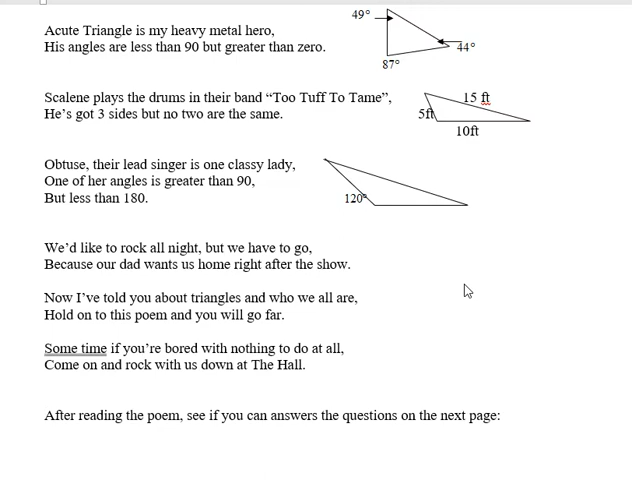 49°
Acute Triangle is my heavy metal hero,
His angles are less than 90 but greater than zero.
44°
87°
Scalene plays the drums in their band “Too Tuff To Tame”,
15 ft
He’s got 3 sides but no two are the same.
5ft
10ft
Obtuse, their lead singer is one classy lady,
One of her angles is greater than 90,
But less than 180.
120°
We’d like to rock all night, but we have to go,
Because our dad wants us home right after the show.
Now I’ve told you about triangles and who we all are,
Hold on to this poem and you will go far.
Some time if you’re bored with nothing to do at all,
Come on and rock with us down at The Hall.
After reading the poem, see if you can answers the questions on the next page: